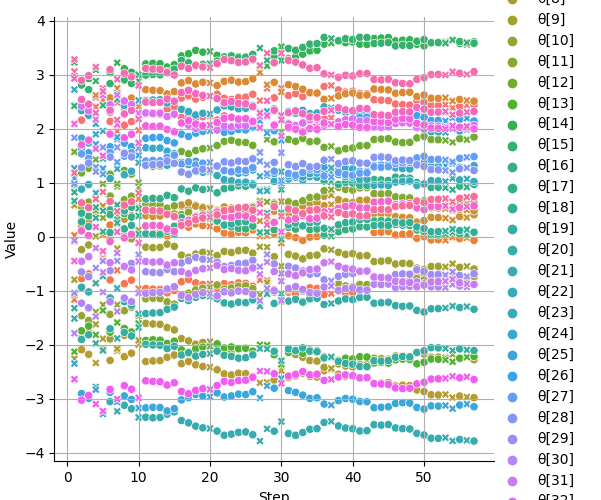 4
3
2
1
0
−1
−2
−3
−4
Value
0
10
20
30
40
50
Step
θ[8]
θ[9]
θ[10]
θ[11]
θ[12]
θ[13]
θ[14]
θ[15]
θ[16]
θ[17]
θ[18]
θ[19]
θ[20]
θ[21]
θ[22]
θ[23]
θ[24]
θ[25]
θ[26]
θ[27]
θ[28]
θ[29]
θ[30]
θ[31]
θ[32]